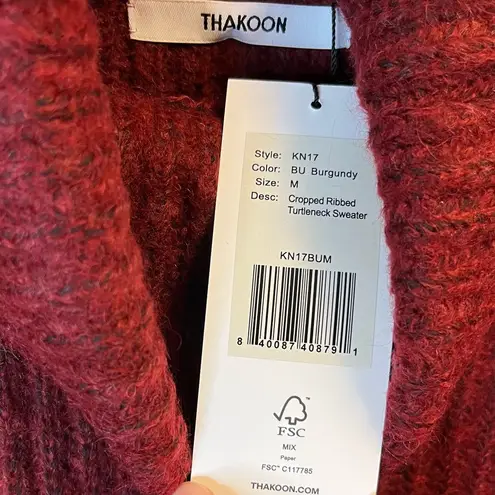 THAKOON
Style: KN17
Color: BU Burgundy
Size: M
Desc: Cropped Ribbed
Turtleneck Sweater
KN17BUM
8 40087 40879 1
FSC
MIX
Paper
FSC™ C117785
THAKOON.COM